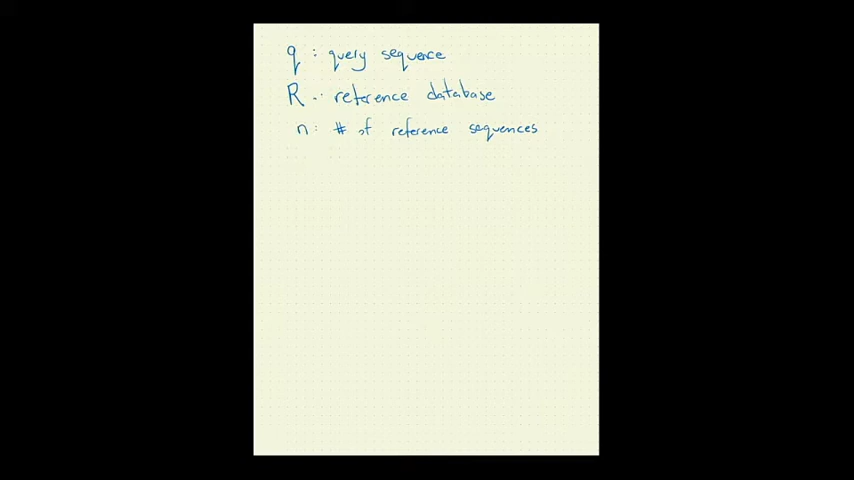 q : query sequence
R : reference database
n : # of reference sequences